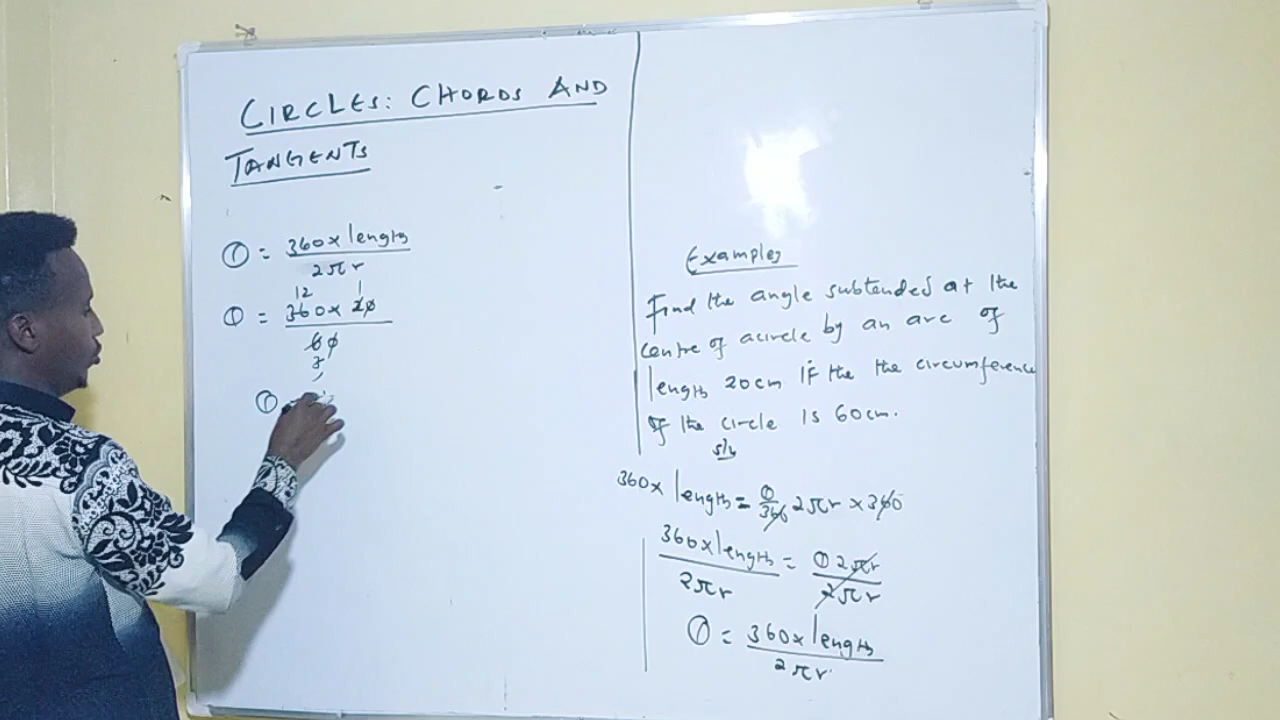 CIRCLES: CHORDS AND
TANGENTS
θ = 360 x length
2πr
12 1
θ = 360 x 20
60
3
θ
Examples
Find the angle subtended at the
centre of a circle by an arc of
length 20cm if the the circumference
of the circle is 60cm.
soln
360 x length = θ/360 2πr x 360
360 x length = θ 2πr
2πr 2πr
θ = 360 x length
2πr